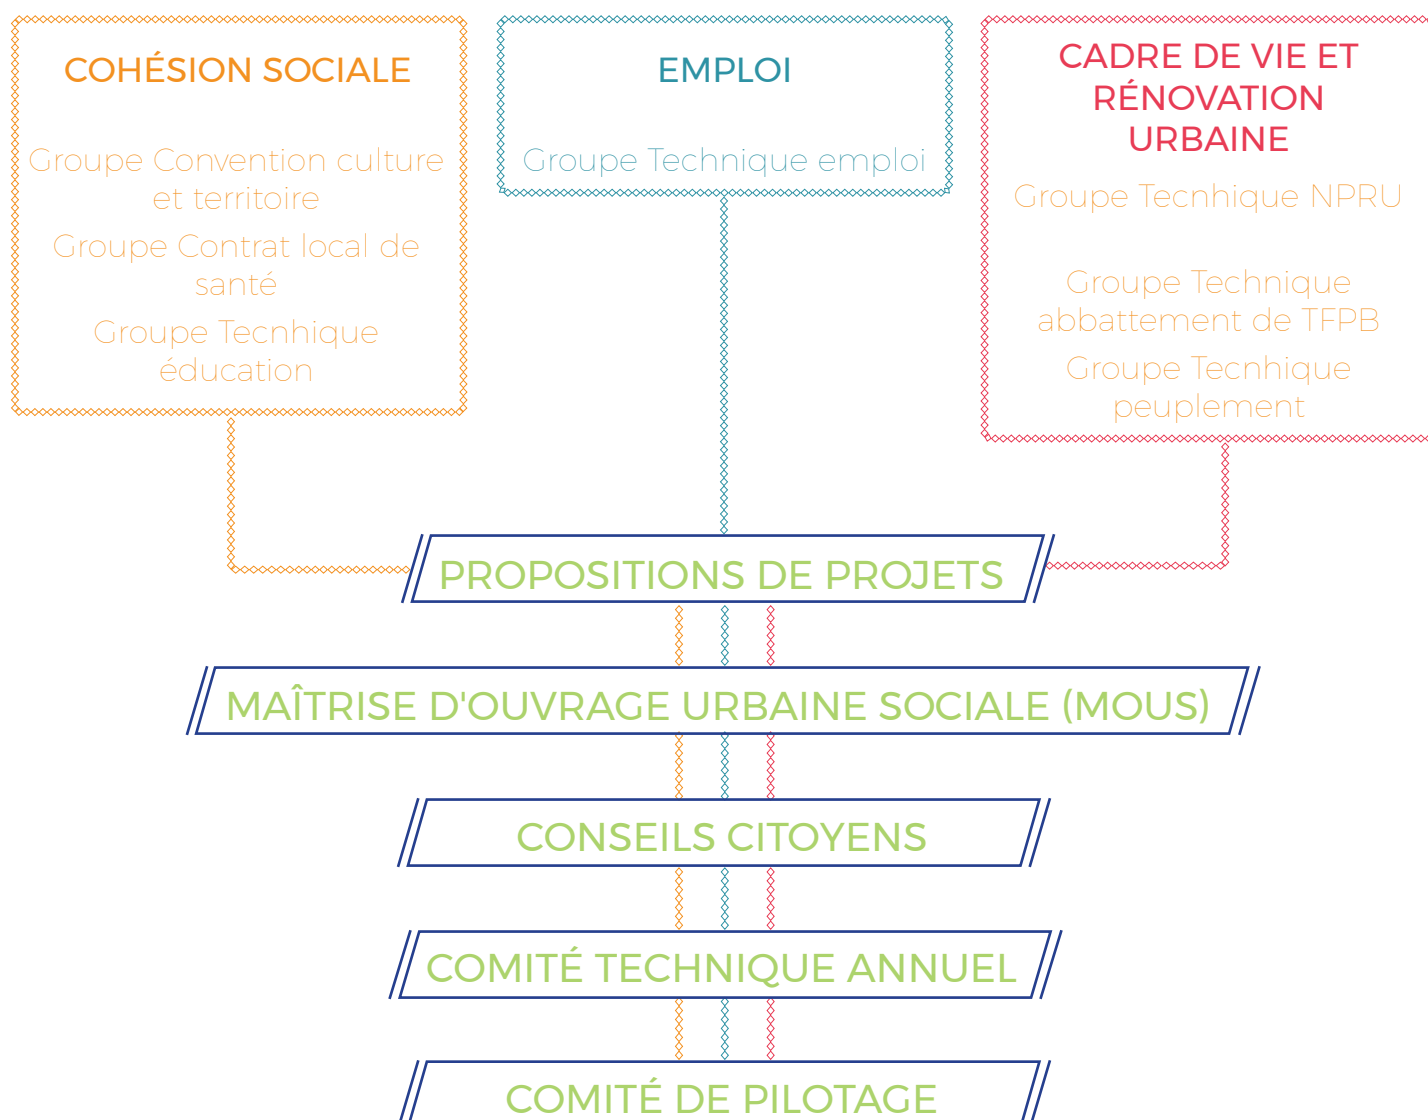 COHÉSION SOCIALE
Groupe Convention culture
et territoire
Groupe Contrat local de
santé
Groupe Tecnhique
éducation
EMPLOI
Groupe Technique emploi
CADRE DE VIE ET
RÉNOVATION
URBAINE
Groupe Tecnhique NPRU
Groupe Technique
abbattement de TFPB
Groupe Tecnhique
peuplement
PROPOSITIONS DE PROJETS
MAÎTRISE D'OUVRAGE URBAINE SOCIALE (MOUS)
CONSEILS CITOYENS
COMITÉ TECHNIQUE ANNUEL
COMITÉ DE PILOTAGE